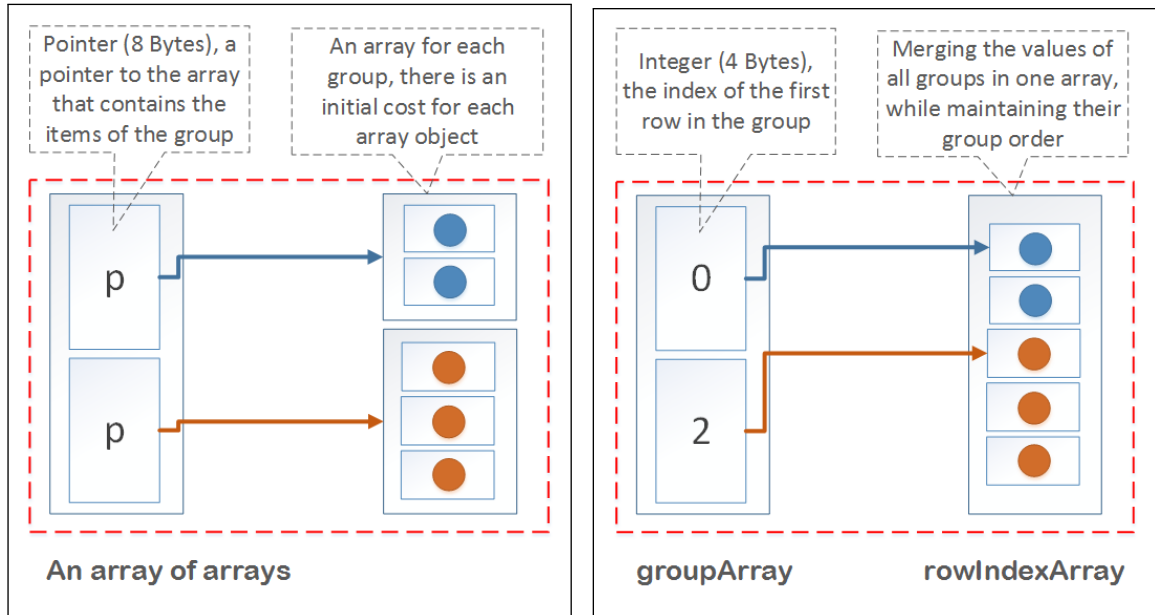 Pointer (8 Bytes), a
pointer to the array
that contains the
items of the group
An array for each
group, there is an
initial cost for each
array object
p
p
An array of arrays
Integer (4 Bytes),
the index of the first
row in the group
Merging the values of
all groups in one array,
while maintaining their
group order
0
2
groupArray
rowIndexArray